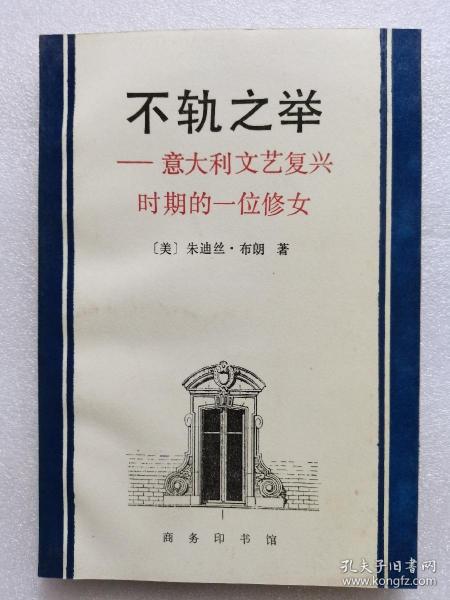 不轨之举
——意大利文艺复兴
时期的一位修女
〔美〕朱迪丝·布朗 著
商务印书馆
孔夫子旧书网
www.kongfz.com